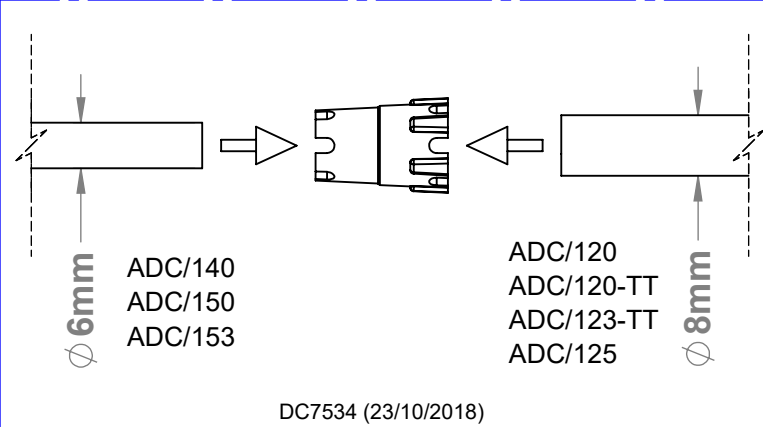 ⌀ 6mm
ADC/140
ADC/150
ADC/153
ADC/120
ADC/120-TT
ADC/123-TT
ADC/125
⌀ 8mm
DC7534 (23/10/2018)